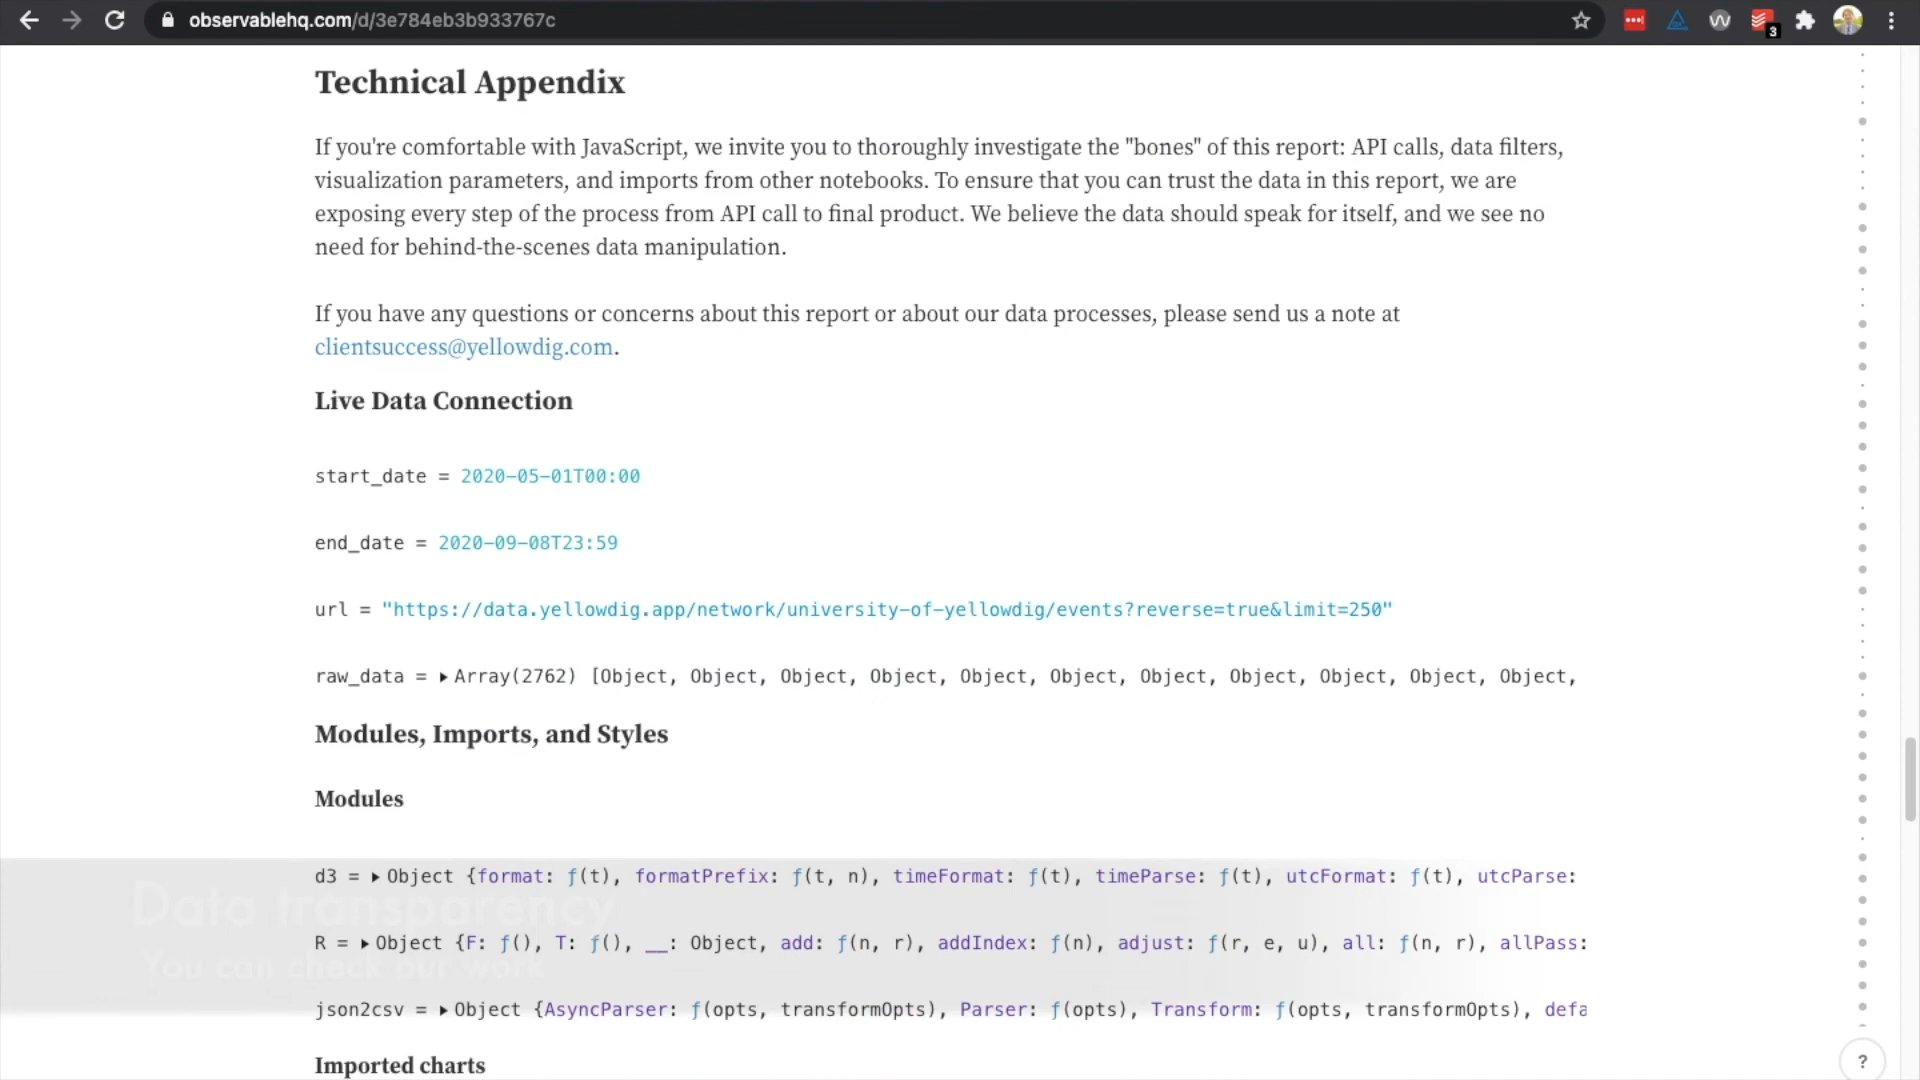 observablehq.com/d/3e784eb3b933767c
3
Technical Appendix
If you're comfortable with JavaScript, we invite you to thoroughly investigate the "bones" of this report: API calls, data filters,
visualization parameters, and imports from other notebooks. To ensure that you can trust the data in this report, we are
exposing every step of the process from API call to final product. We believe the data should speak for itself, and we see no
need for behind-the-scenes data manipulation.
If you have any questions or concerns about this report or about our data processes, please send us a note at
clientsuccess@yellowdig.com.
Live Data Connection
start_date = 2020-05-01T00:00
end_date = 2020-09-08T23:59
url = "https://data.yellowdig.app/network/university-of-yellowdig/events?reverse=true&limit=250"
raw_data = ▸Array(2762) [Object, Object, Object, Object, Object, Object, Object, Object, Object, Object, Object,
Modules, Imports, and Styles
Modules
d3 = ▸Object {format: ƒ(t), formatPrefix: ƒ(t, n), timeFormat: ƒ(t), timeParse: ƒ(t), utcFormat: ƒ(t), utcParse:
Data transparency
R = ▸Object {F: ƒ(), T: ƒ(), __: Object, add: ƒ(n, r), addIndex: ƒ(n), adjust: ƒ(r, e, u), all: ƒ(n, r), allPass:
You can check our work
json2csv = ▸Object {AsyncParser: ƒ(opts, transformOpts), Parser: ƒ(opts), Transform: ƒ(opts, transformOpts), defa
Imported charts
?